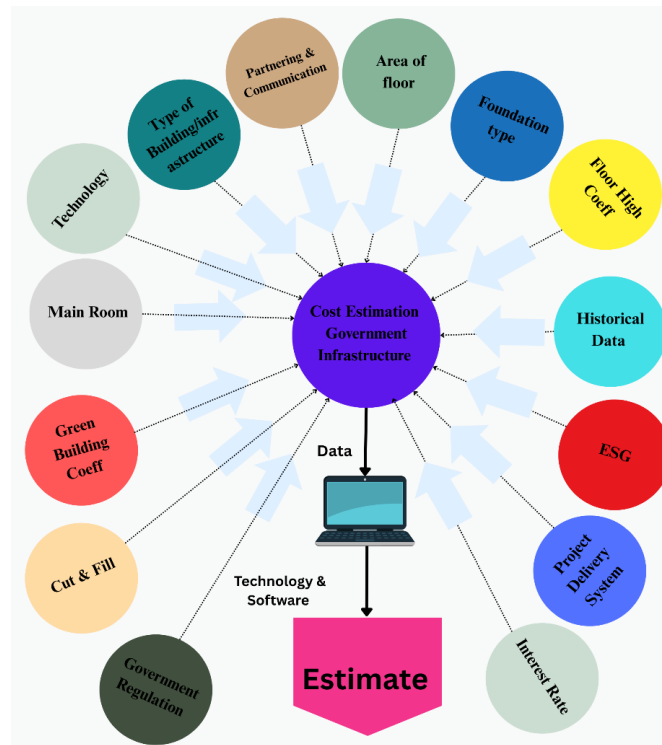 Partnering &
Communication
Area of
floor
Type of
Building/infr
astructure
Foundation
type
Technology
Floor High
Coeff
Main Room
Cost Estimation
Government
Infrastructure
Historical
Data
Green
Building
Coeff
ESG
Data
Cut & Fill
Project
Delivery
System
Technology &
Software
Government
Regulation
Estimate
Interest Rate